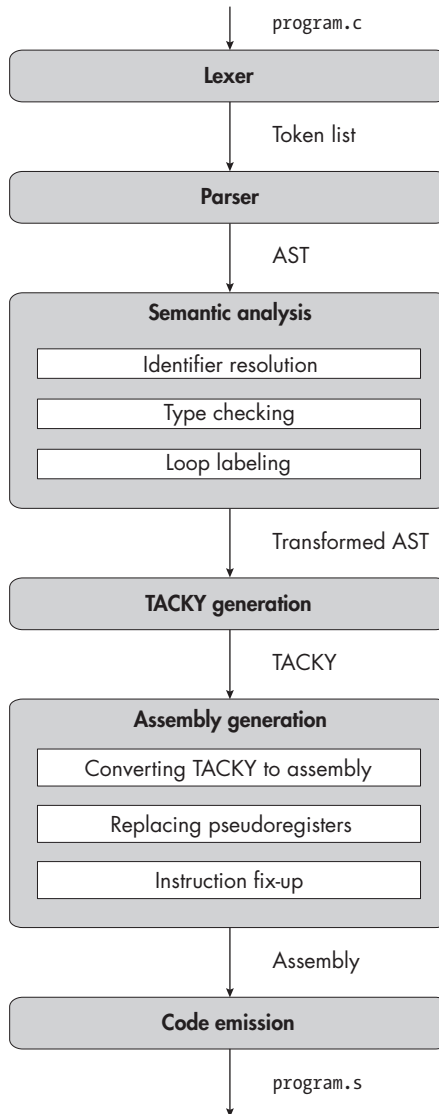 program.c
Lexer
Token list
Parser
AST
Semantic analysis
Identifier resolution
Type checking
Loop labeling
Transformed AST
TACKY generation
TACKY
Assembly generation
Converting TACKY to assembly
Replacing pseudoregisters
Instruction fix-up
Assembly
Code emission
program.s